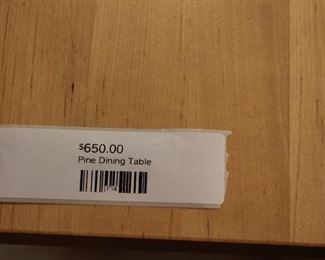 $650.00
Pine Dining Table